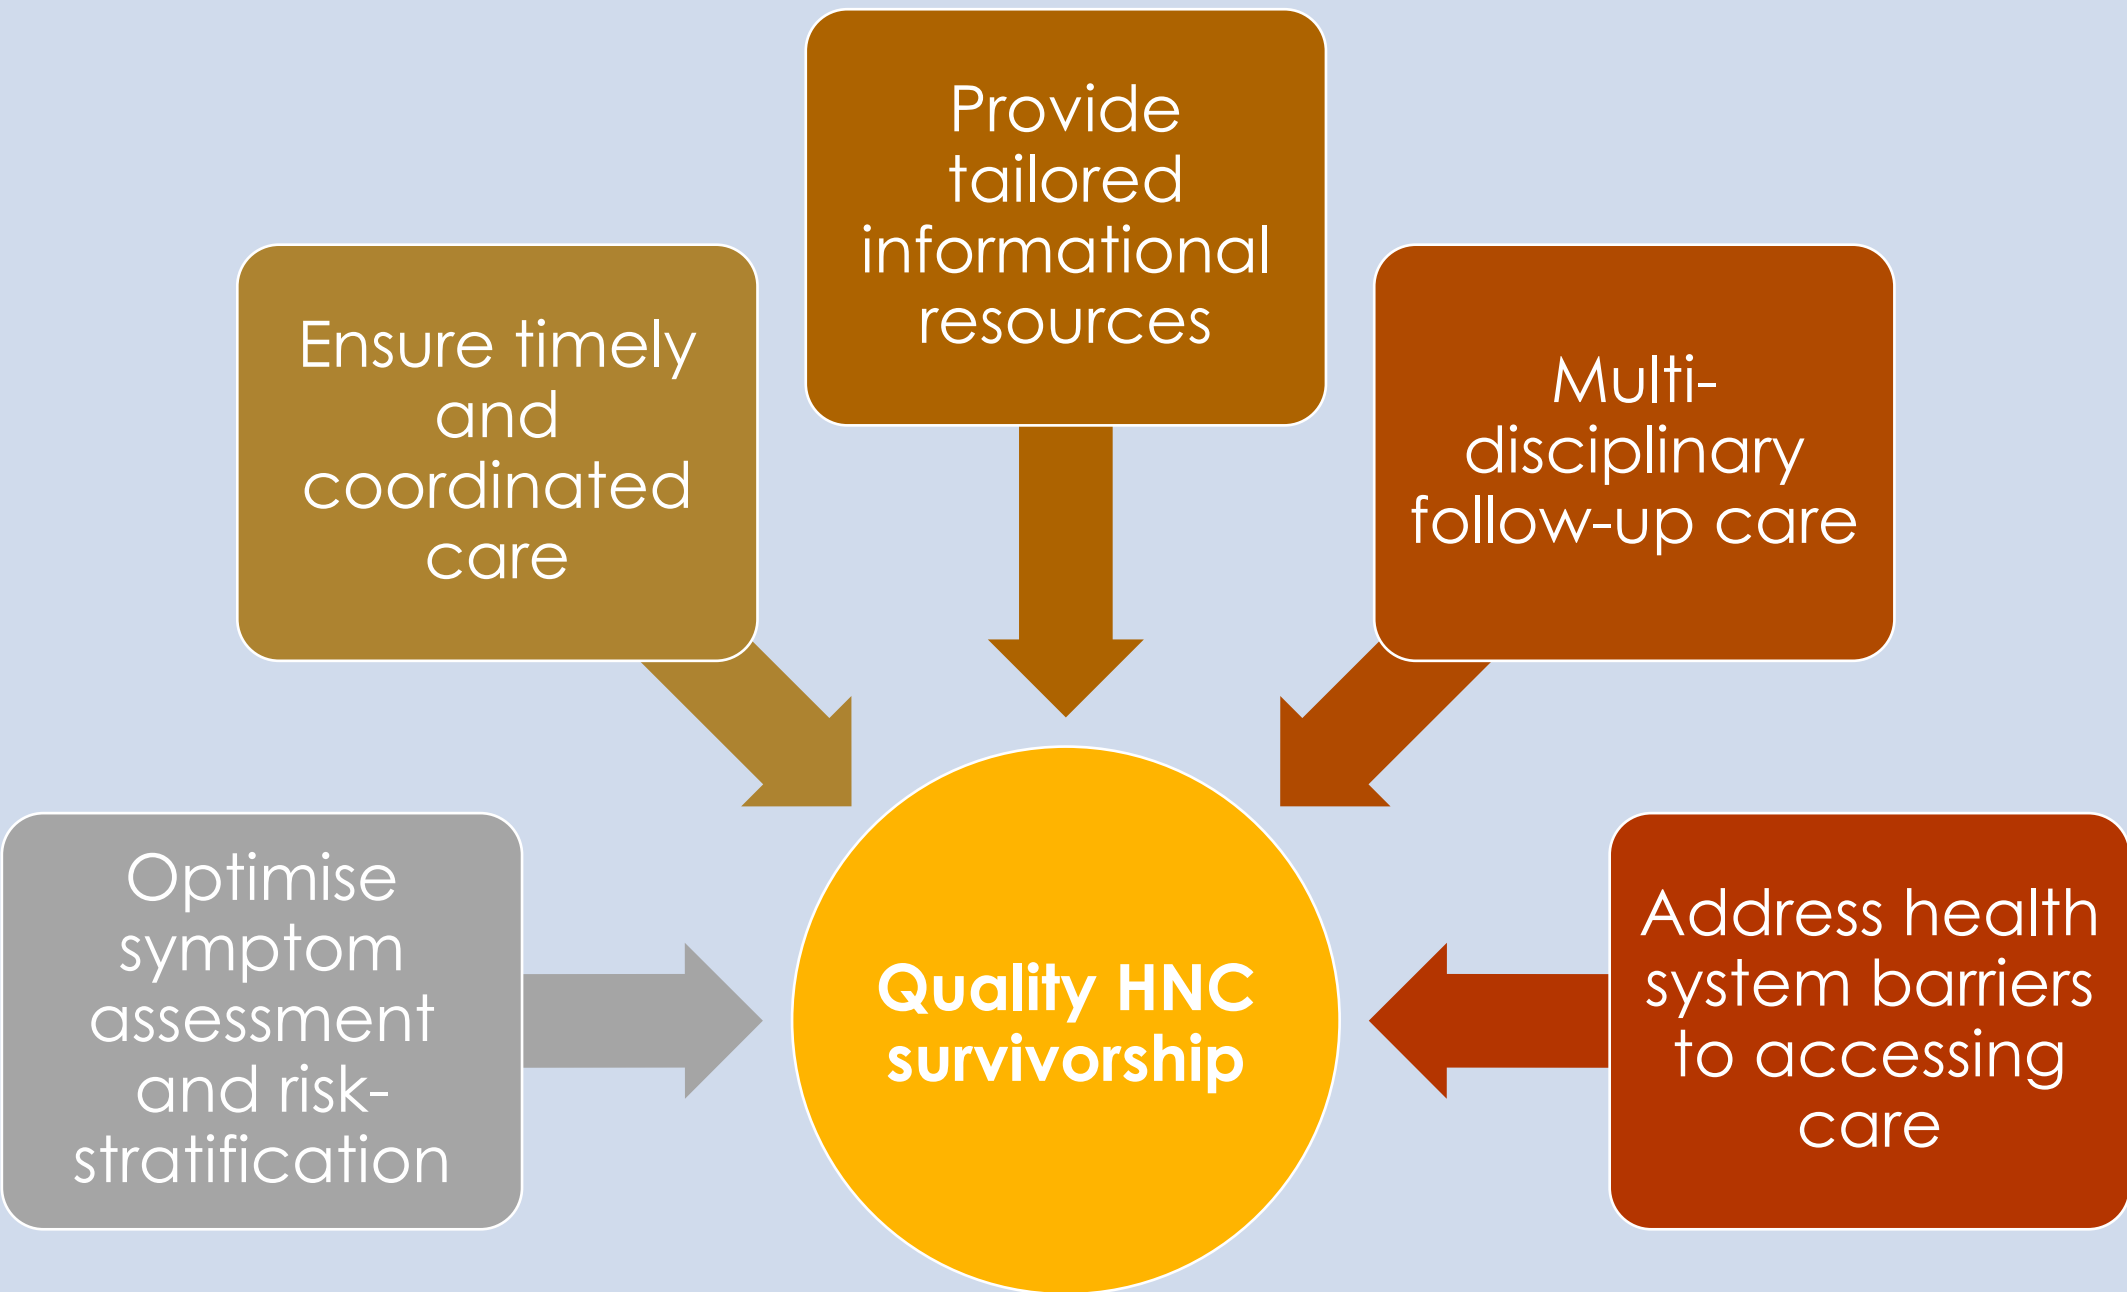 Provide
tailored
informational
resources
Ensure timely
and
coordinated
care
Multi-
disciplinary
follow-up care
Optimise
symptom
assessment
and risk-
stratification
Quality HNC
survivorship
Address health
system barriers
to accessing
care